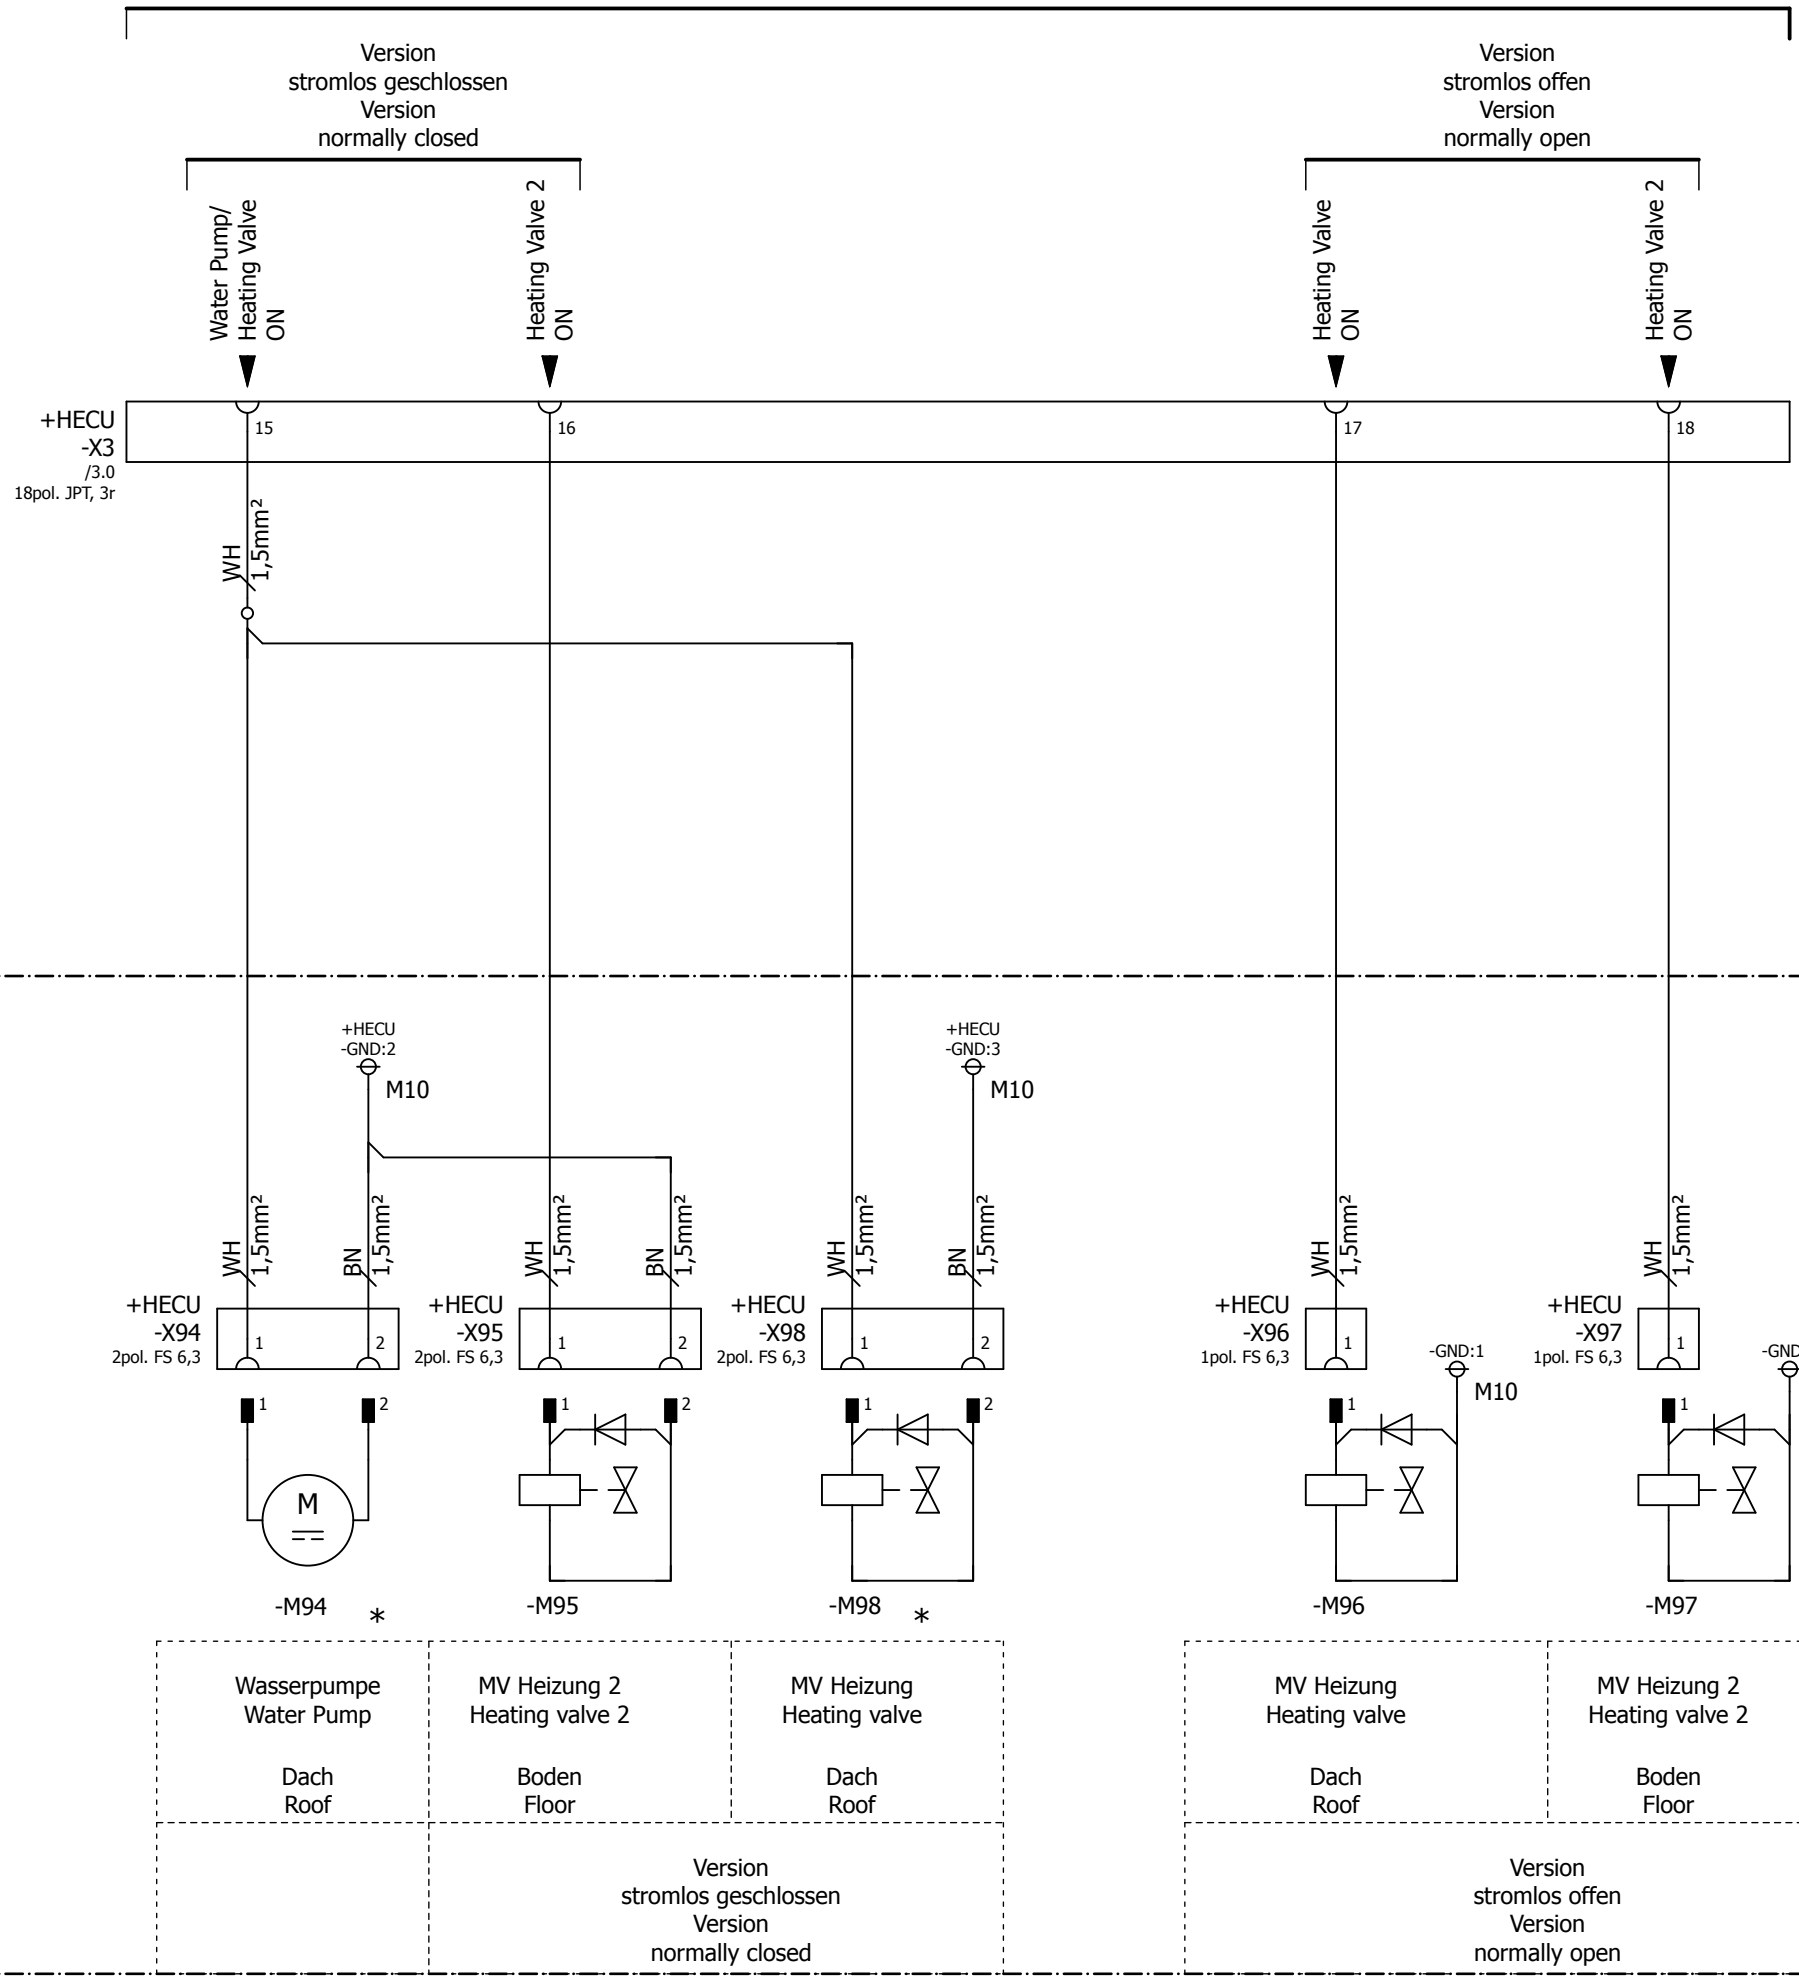 Version
stromlos geschlossen
Version
normally closed
Version
stromlos offen
Version
normally open
Water Pump/
Heating Valve
ON
Heating Valve 2
ON
Heating Valve
ON
Heating Valve 2
ON
+HECU
-X3
/3.0
18pol. JPT, 3r
15
16
17
18
WH
1,5mm²
+HECU
-GND:2
M10
+HECU
-GND:3
M10
WH
1,5mm²
BN
1,5mm²
WH
1,5mm²
BN
1,5mm²
WH
1,5mm²
BN
1,5mm²
WH
1,5mm²
WH
1,5mm²
+HECU
-X94
2pol. FS 6,3
1
2
+HECU
-X95
2pol. FS 6,3
1
2
+HECU
-X98
2pol. FS 6,3
1
2
+HECU
-X96
1pol. FS 6,3
1
-GND:1
M10
+HECU
-X97
1pol. FS 6,3
1
-GND
1
2
1
2
1
2
1
1
M
-M94 *
-M95
-M98 *
-M96
-M97
Wasserpumpe
Water Pump
Dach
Roof
MV Heizung 2
Heating valve 2
Boden
Floor
MV Heizung
Heating valve
Dach
Roof
MV Heizung
Heating valve
Dach
Roof
MV Heizung 2
Heating valve 2
Boden
Floor
Version
stromlos geschlossen
Version
normally closed
Version
stromlos offen
Version
normally open